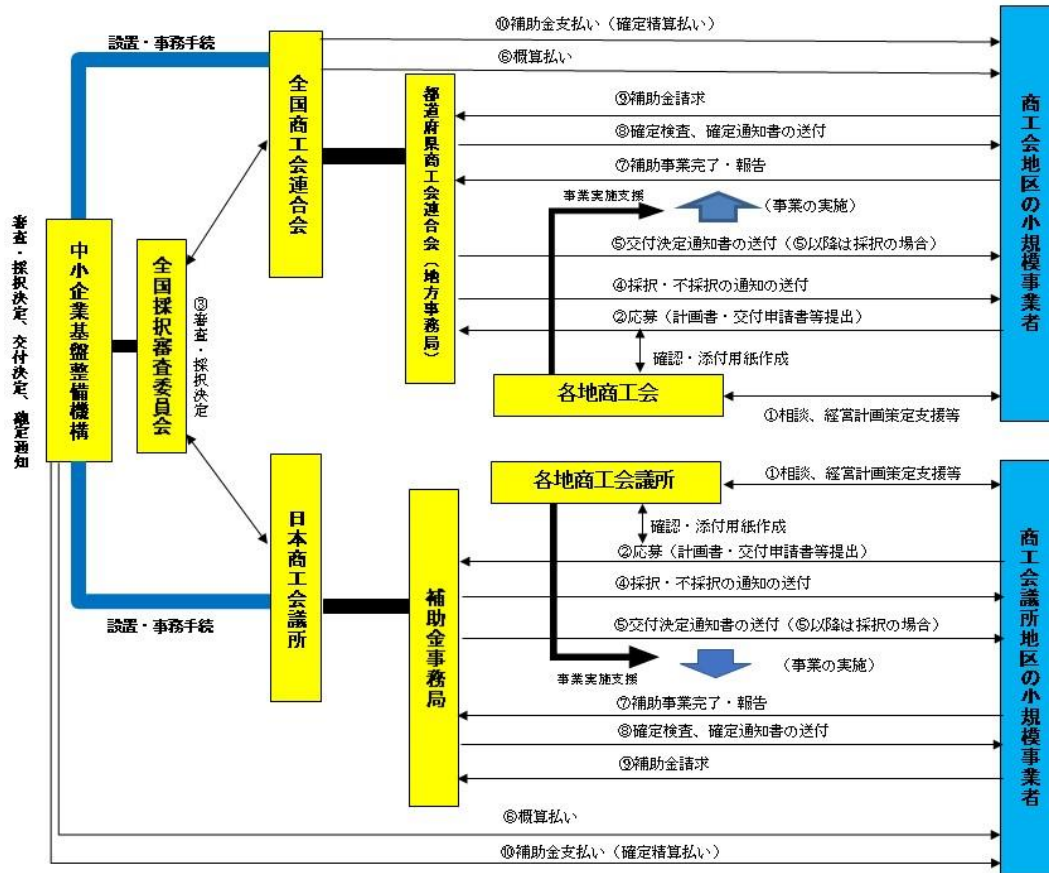 ⑩補助金支払い（確定精算払い）
設置・事務手続
⑥概算払い
全国商工会連合会
都道府県商工会連合会（地方事務局）
商工会地区の小規模事業者
⑨補助金請求
⑧確定検査、確定通知書の送付
⑦補助事業完了・報告
事業実施支援
（事業の実施）
審査・採択決定、交付決定、確定通知
中小企業基盤整備機構
全国採択審査委員会
③審査・採択決定
⑤交付決定通知書の送付（⑤以降は採択の場合）
④採択・不採択の通知の送付
②応募（計画書・交付申請書等提出）
確認・添付用紙作成
各地商工会
①相談、経営計画策定支援等
各地商工会議所
①相談、経営計画策定支援等
日本商工会議所
補助金事務局
商工会議所地区の小規模事業者
確認・添付用紙作成
②応募（計画書・交付申請書等提出）
④採択・不採択の通知の送付
設置・事務手続
⑤交付決定通知書の送付（⑤以降は採択の場合）
（事業の実施）
事業実施支援
⑦補助事業完了・報告
⑧確定検査、確定通知書の送付
⑨補助金請求
⑥概算払い
⑩補助金支払い（確定精算払い）